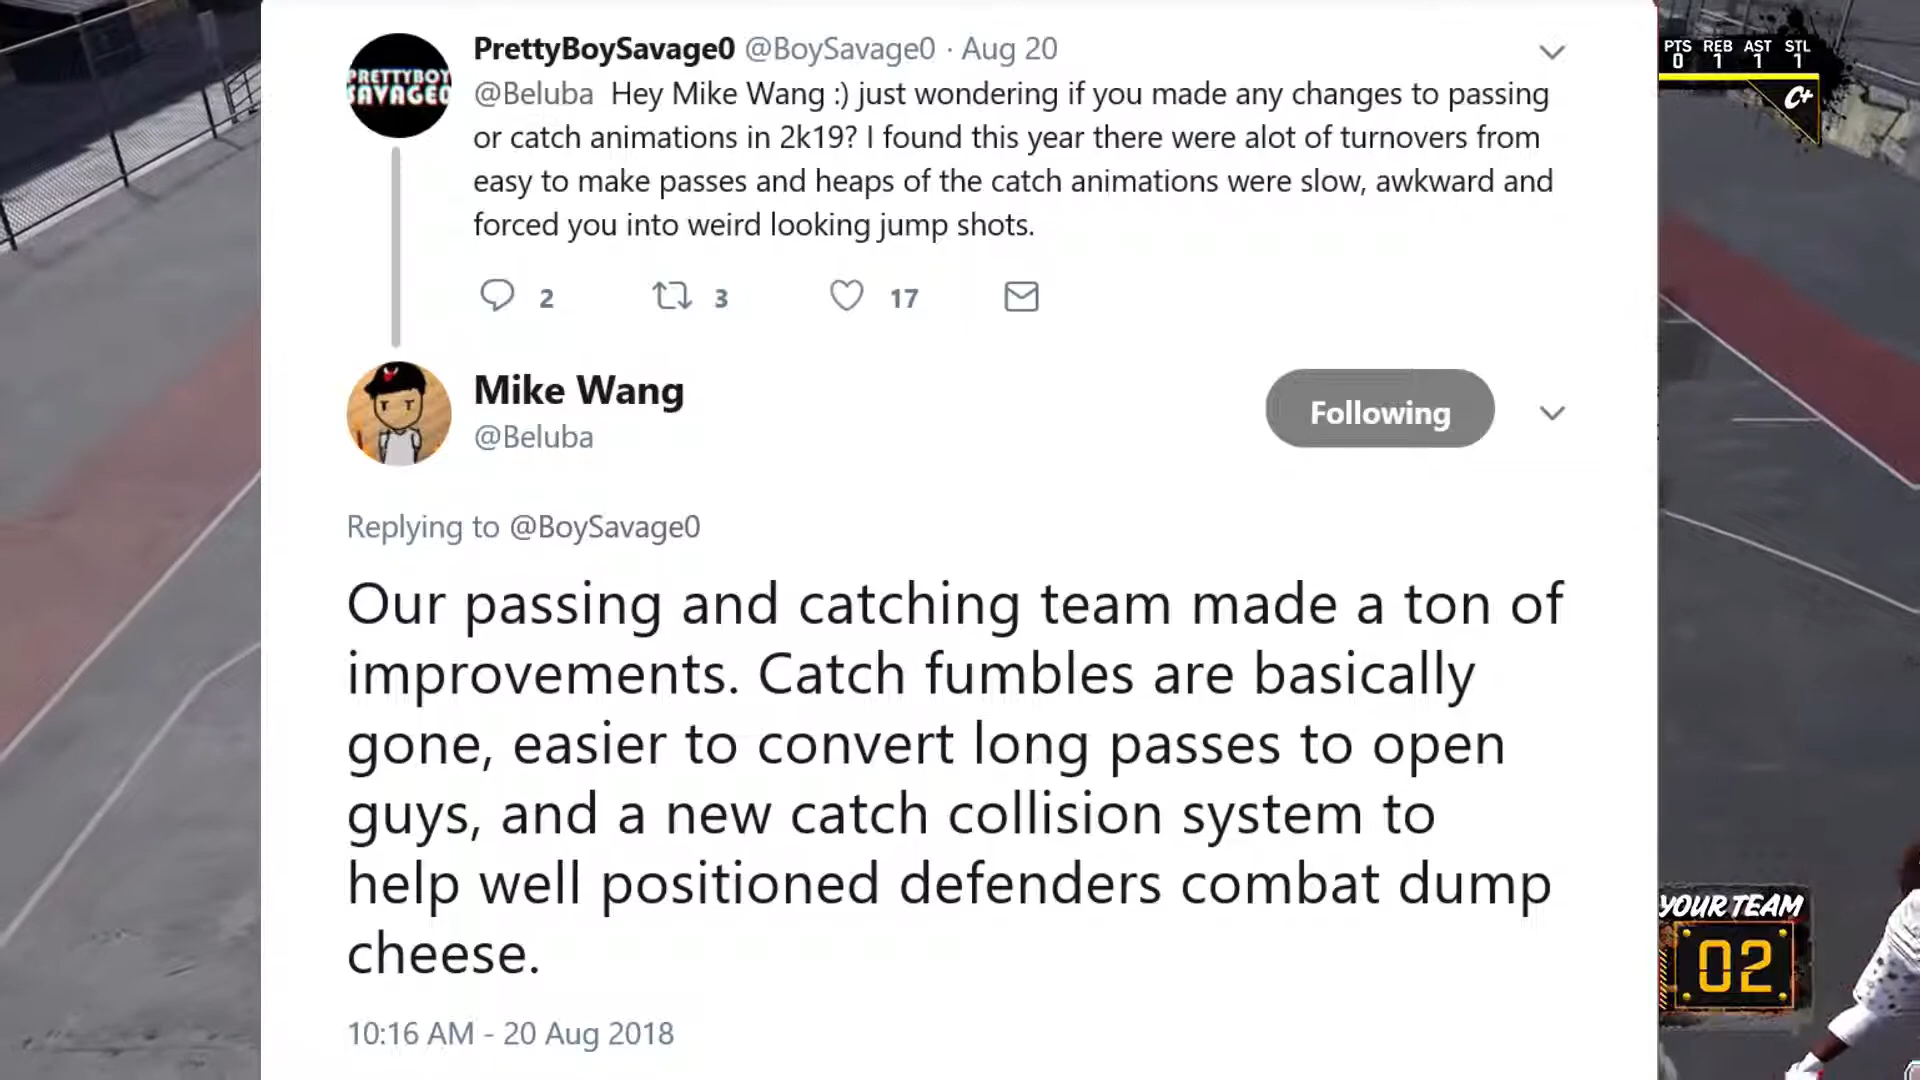 PrettyBoySavage0 @BoySavage0 · Aug 20
@Beluba Hey Mike Wang :) just wondering if you made any changes to passing
or catch animations in 2k19? I found this year there were alot of turnovers from
easy to make passes and heaps of the catch animations were slow, awkward and
forced you into weird looking jump shots.
2 3 17
PRETTYBOY
SAVAGE0
Mike Wang
@Beluba
Following
Replying to @BoySavage0
Our passing and catching team made a ton of
improvements. Catch fumbles are basically
gone, easier to convert long passes to open
guys, and a new catch collision system to
help well positioned defenders combat dump
cheese.
10:16 AM - 20 Aug 2018
PTS REB AST STL
0 1 1 1
C+
YOUR TEAM
02